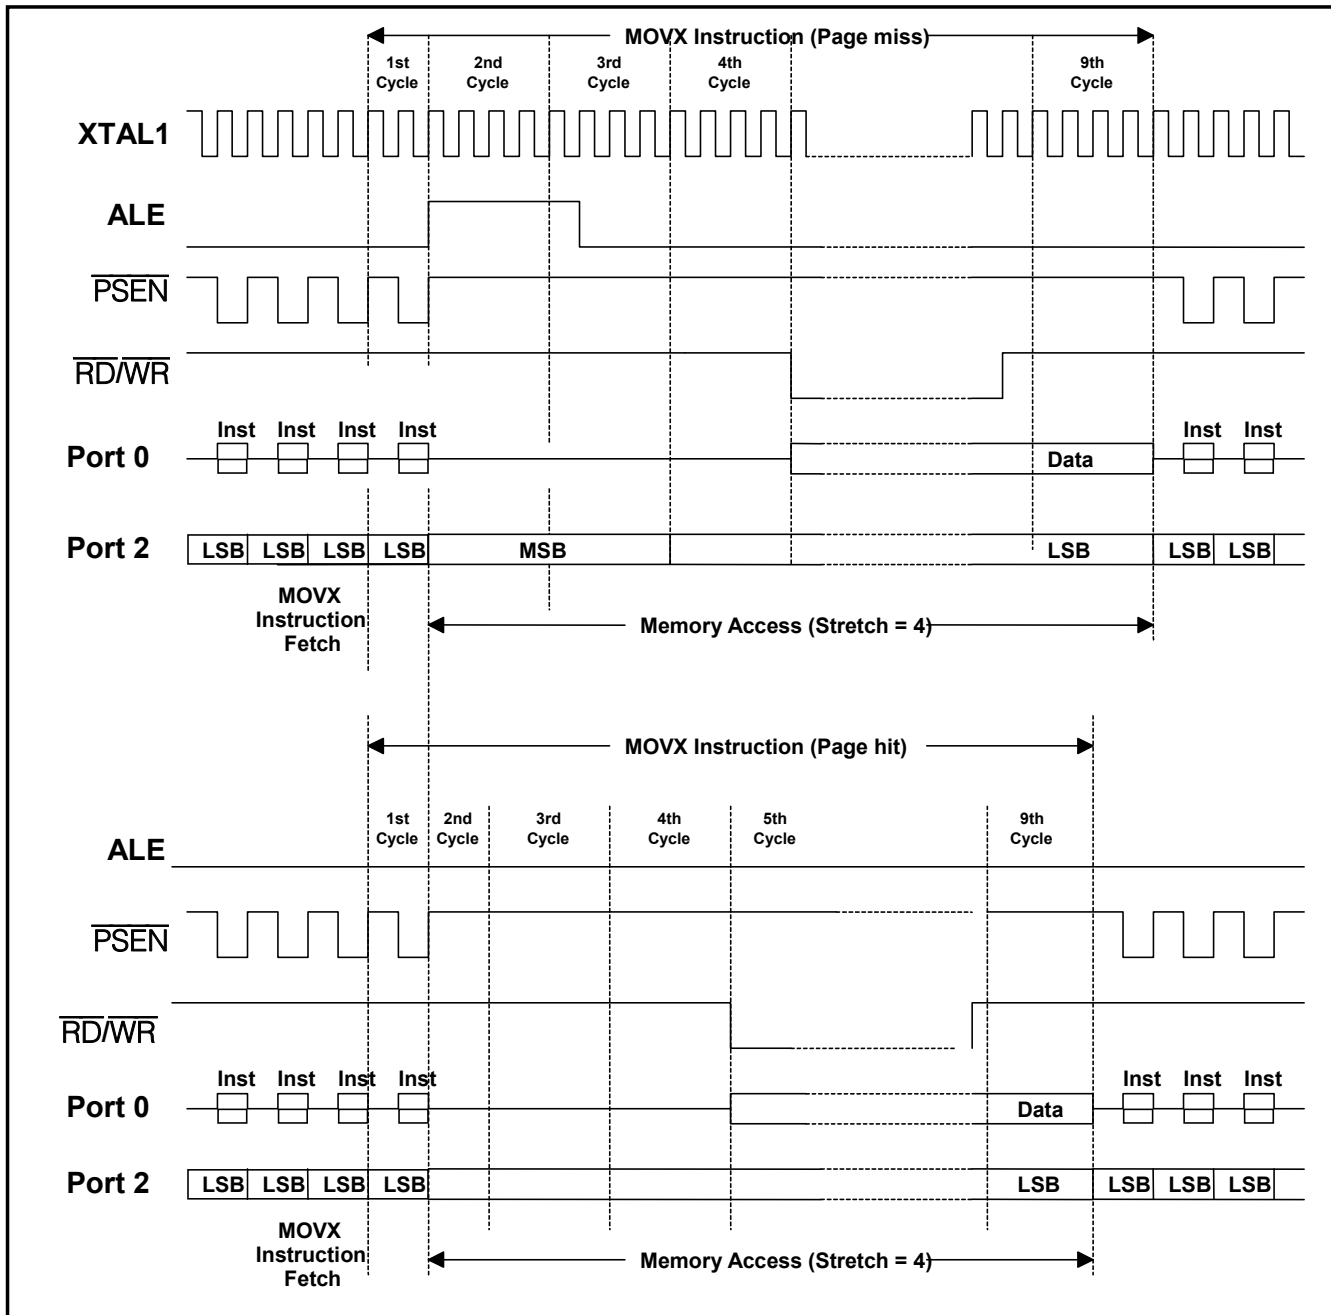 MOVX Instruction (Page miss)
1st Cycle
2nd Cycle
3rd Cycle
4th Cycle
9th Cycle
XTAL1
ALE
PSEN
RD/WR
Inst Inst Inst Inst Inst Inst
Port 0
Data
Port 2
LSB LSB LSB LSB MSB LSB LSB LSB
MOVX
Instruction
Fetch
Memory Access (Stretch = 4)
MOVX Instruction (Page hit)
1st Cycle
2nd Cycle
3rd Cycle
4th Cycle
5th Cycle
9th Cycle
ALE
PSEN
RD/WR
Inst Inst Inst Inst Inst Inst Inst
Port 0
Data
Port 2
LSB LSB LSB LSB LSB LSB LSB LSB
MOVX
Instruction
Fetch
Memory Access (Stretch = 4)